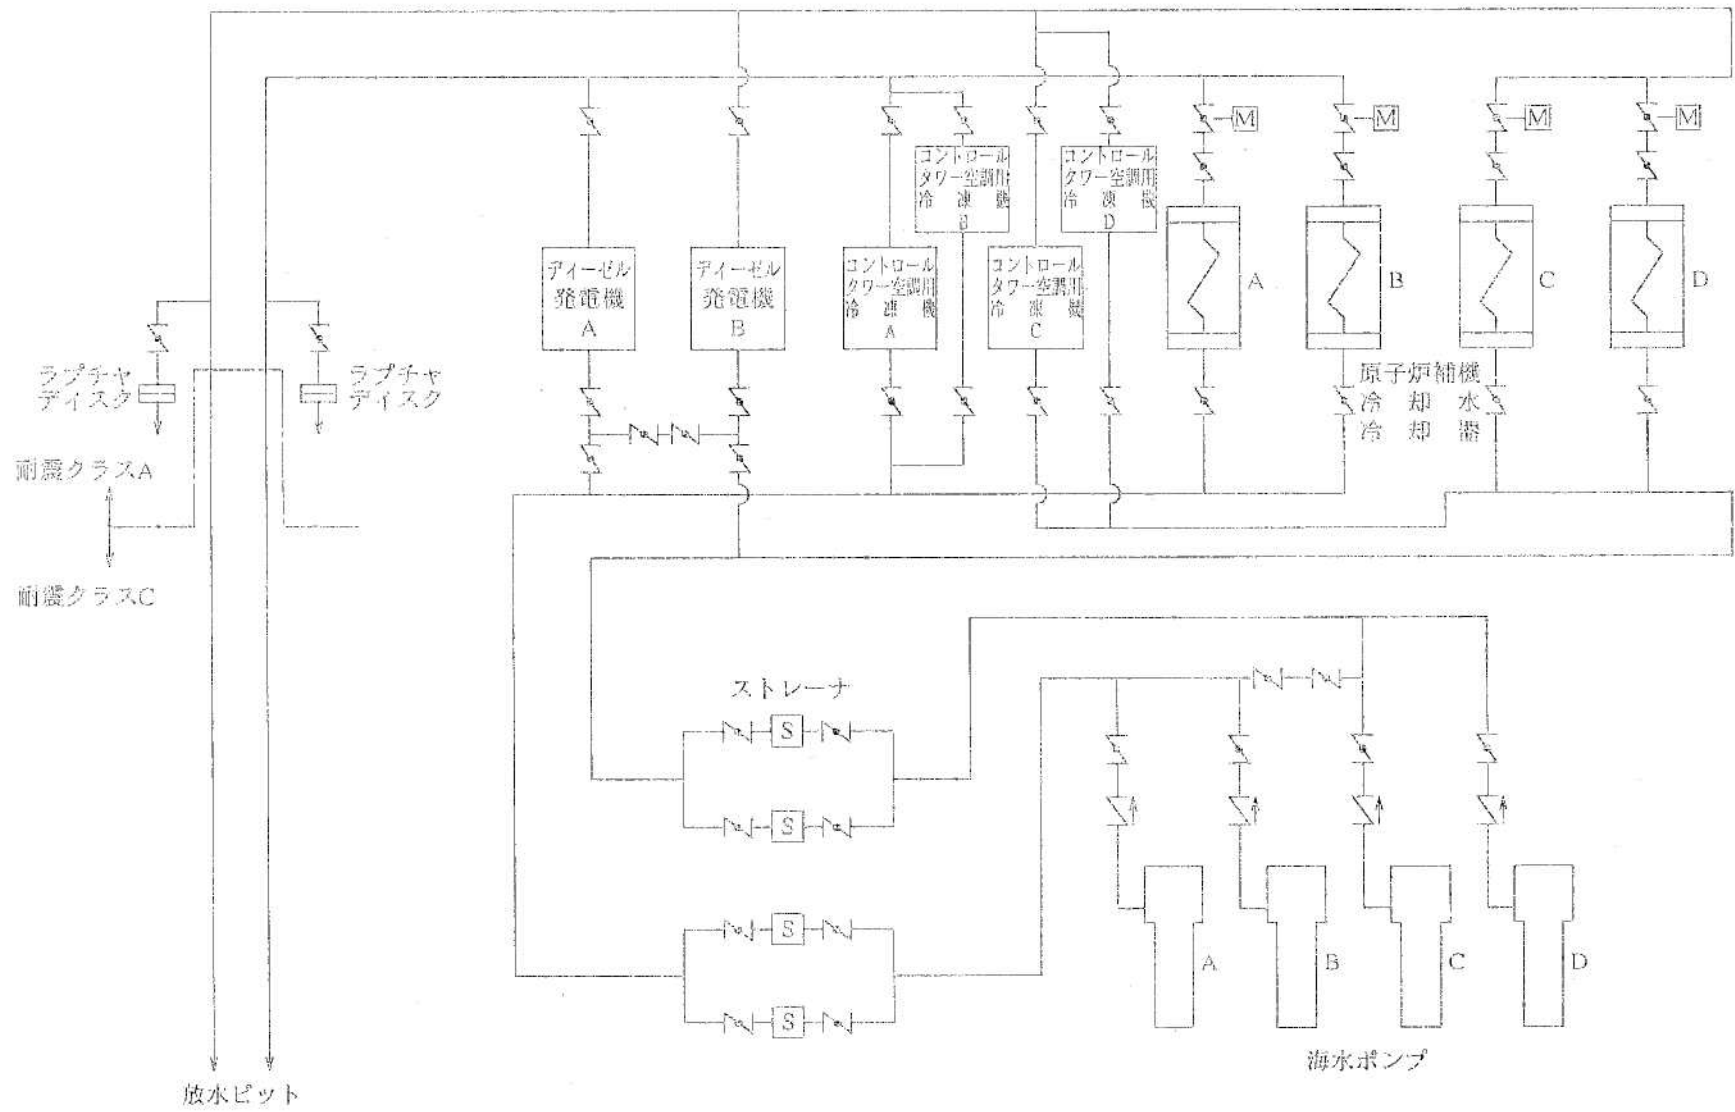 M
M
M
M
コントロール
タワー空調用
冷凍機
B
コントロール
タワー空調用
冷凍機
D
ディーゼル
発電機
A
ディーゼル
発電機
B
コントロール
タワー空調用
冷凍機
A
コントロール
タワー空調用
冷凍機
C
A
B
C
D
原子炉補機
冷却水
冷却器
ラプチャ
ディスク
ラプチャ
ディスク
耐震クラスA
耐震クラスC
ストレーナ
S
S
S
S
A
B
C
D
海水ポンプ
放水ピット